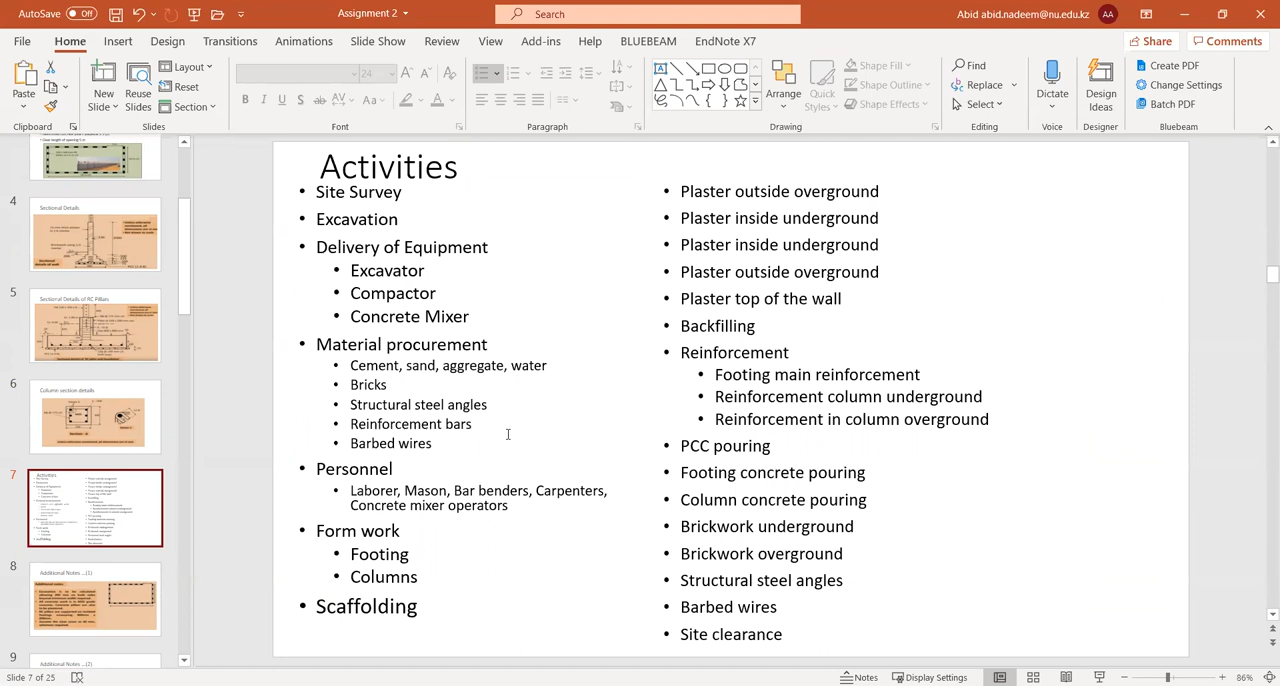 AutoSave Off
Assignment 2
Search
Abid abid.nadeem@nu.edu.kz AA
File Home Insert Design Transitions Animations Slide Show Review View Add-ins Help BLUEBEAM EndNote X7 Share Comments
Paste
New Slide
Reuse Slides
Layout
Reset
Section
24
B I U S ab AV Aa A
Arrange
Quick Styles
Shape Fill
Shape Outline
Shape Effects
Find
Replace
Select
Dictate
Design Ideas
Create PDF
Change Settings
Batch PDF
Clipboard Slides Font Paragraph Drawing Editing Voice Designer Bluebeam
4
Sectional Details
5
Sectional Details of RC Pillars
6
Column section details
7
Activities
8
Additional Notes ...(1)
Additional notes
9
Additional Notes ...(2)
Activities
• Site Survey
• Excavation
• Delivery of Equipment
• Excavator
• Compactor
• Concrete Mixer
• Material procurement
• Cement, sand, aggregate, water
• Bricks
• Structural steel angles
• Reinforcement bars
• Barbed wires
• Personnel
• Laborer Mason, Bar benders, Carpenters,
Concrete mixer operators
• Formwork
• Footing
• Columns
• Scaffolding
• Plaster outside overground
• Plaster inside underground
• Plaster inside underground
• Plaster outside overground
• Plaster top of the wall
• Backfilling
• Reinforcement
• Footing main reinforcement
• Reinforcement column underground
• Reinforcement in column overground
• PCC pouring
• Footing concrete pouring
• Column concrete pouring
• Brickwork underground
• Brickwork overground
• Structural steel angles
• Barbed wires
• Site clearance
Slide 7 of 25
Notes
Display Settings
86%